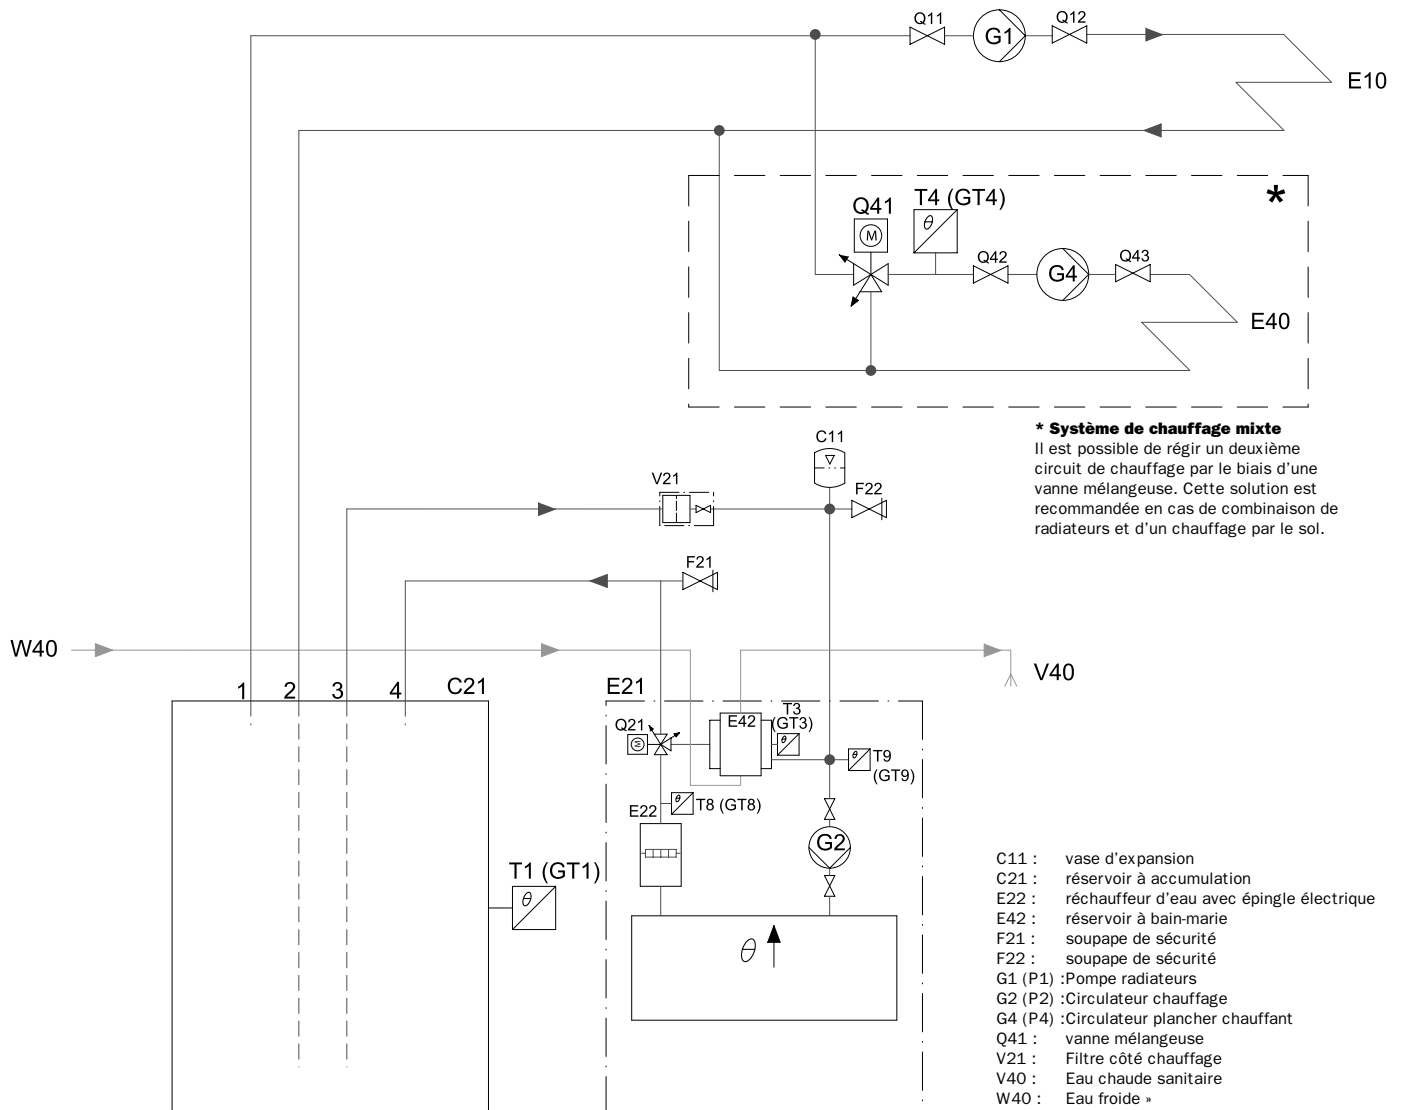 Q11
G1
Q12
E10
*
Q41
M
T4 (GT4)
θ
Q42
G4
Q43
E40
* Système de chauffage mixte
Il est possible de régir un deuxième
circuit de chauffage par le biais d'une
vanne mélangeuse. Cette solution est
recommandée en cas de combinaison de
radiateurs et d'un chauffage par le sol.
C11
V21
F22
F21
W40
V40
1
2
3
4
C21
E21
Q21
M
E42
T3
(GT3)
θ
θ
T9
(GT9)
θ
T8 (GT8)
E22
G2
T1 (GT1)
θ
θ
C11 : vase d'expansion
C21 : réservoir à accumulation
E22 : réchauffeur d'eau avec épingle électrique
E42 : réservoir à bain-marie
F21 : soupape de sécurité
F22 : soupape de sécurité
G1 (P1) :Pompe radiateurs
G2 (P2) :Circulateur chauffage
G4 (P4) :Circulateur plancher chauffant
Q41 : vanne mélangeuse
V21 : Filtre côté chauffage
V40 : Eau chaude sanitaire
W40 : Eau froide »